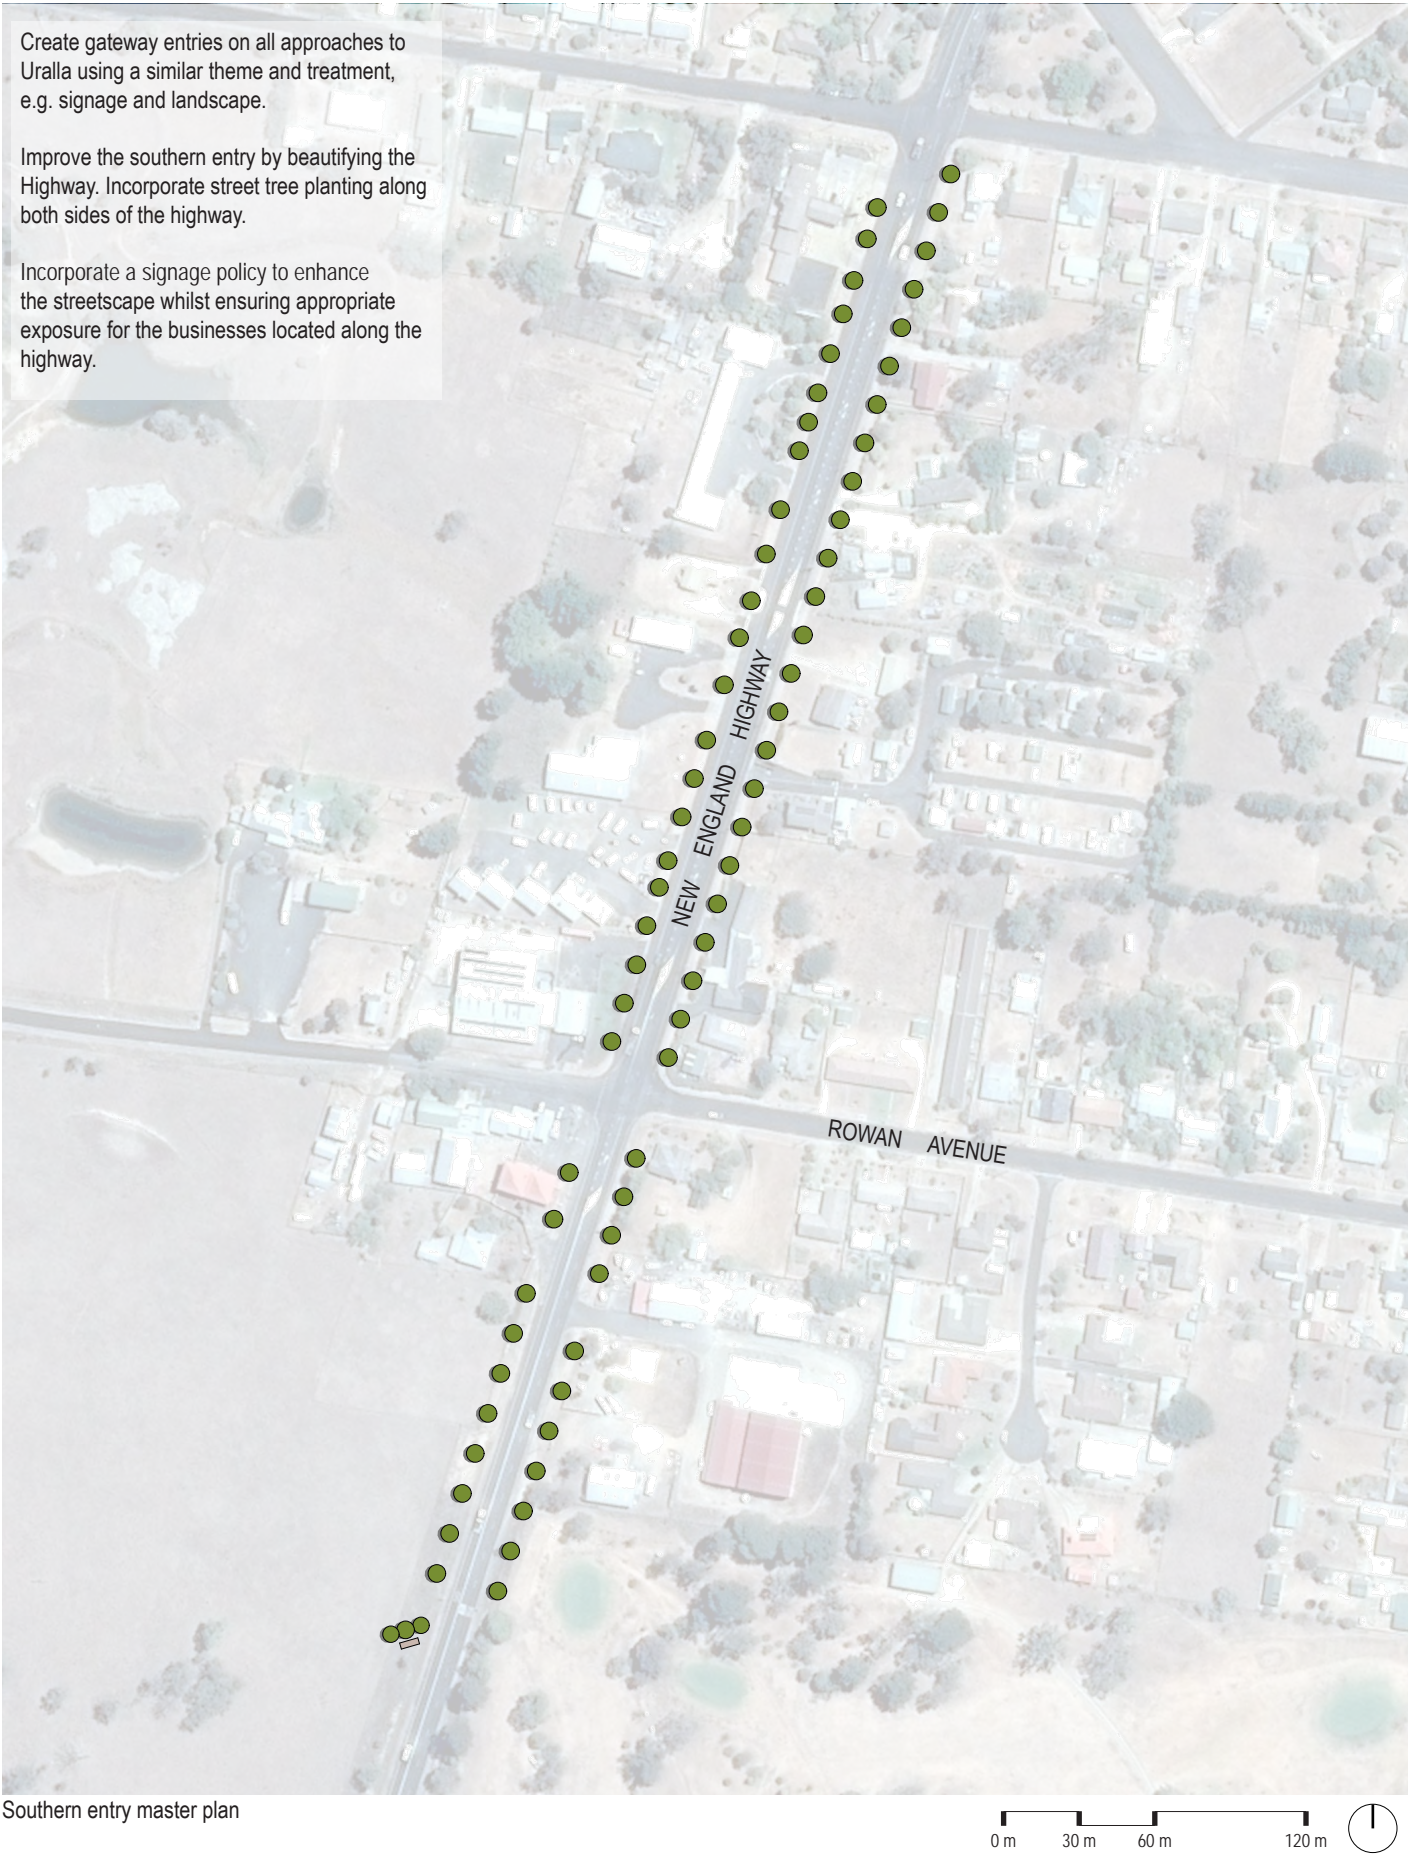 Create gateway entries on all approaches to
Uralla using a similar theme and treatment,
e.g. signage and landscape.
Improve the southern entry by beautifying the
Highway. Incorporate street tree planting along
both sides of the highway.
Incorporate a signage policy to enhance
the streetscape whilst ensuring appropriate
exposure for the businesses located along the
highway.
NEW ENGLAND HIGHWAY
ROWAN AVENUE
Southern entry master plan
0 m 30 m 60 m 120 m